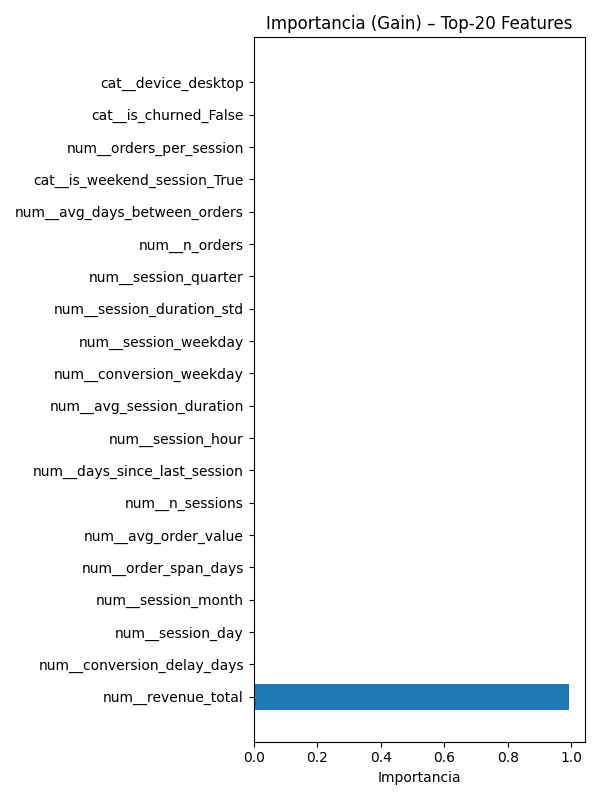 Importancia (Gain) – Top-20 Features
cat__device_desktop
cat__is_churned_False
num__orders_per_session
cat__is_weekend_session_True
num__avg_days_between_orders
num__n_orders
num__session_quarter
num__session_duration_std
num__session_weekday
num__conversion_weekday
num__avg_session_duration
num__session_hour
num__days_since_last_session
num__n_sessions
num__avg_order_value
num__order_span_days
num__session_month
num__session_day
num__conversion_delay_days
num__revenue_total
0.0 0.2 0.4 0.6 0.8 1.0
Importancia